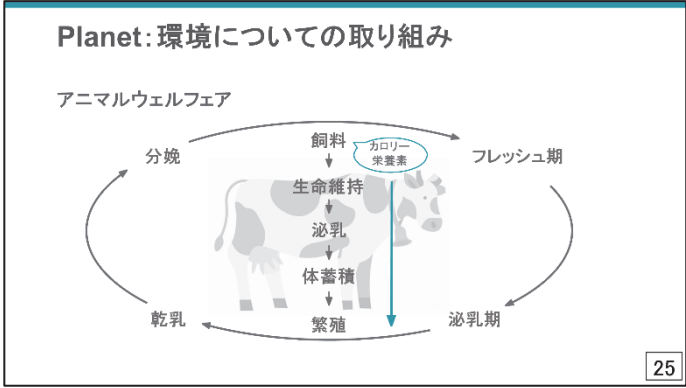 Planet：環境についての取り組み
アニマルウェルフェア
分娩
飼料
カロリー
栄養素
フレッシュ期
生命維持
泌乳
体蓄積
乾乳
繁殖
泌乳期
25